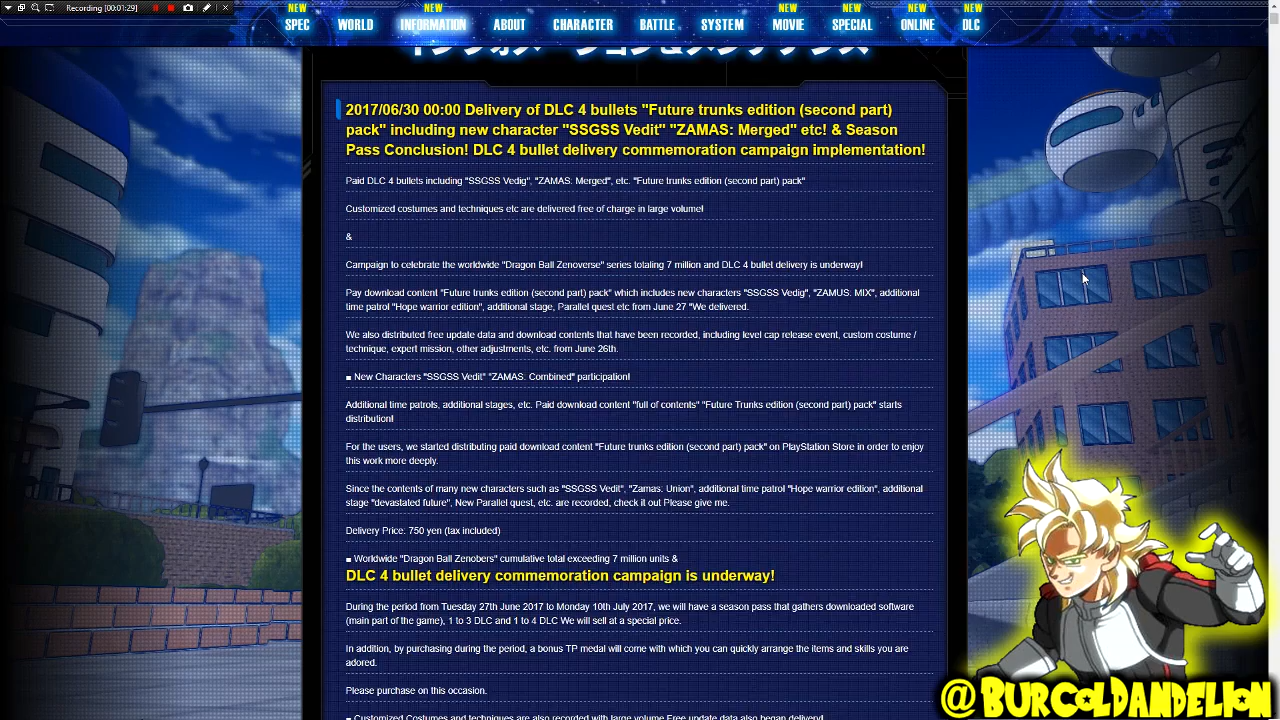 Recording [00:01:29]
NEW NEW NEW NEW NEW NEW
SPEC WORLD INFORMATION ABOUT CHARACTER BATTLE SYSTEM MOVIE SPECIAL ONLINE DLC
2017/06/30 00:00 Delivery of DLC 4 bullets "Future trunks edition (second part)
pack" including new character "SSGSS Vedit" "ZAMAS: Merged" etc! & Season
Pass Conclusion! DLC 4 bullet delivery commemoration campaign implementation!
Paid DLC 4 bullets including "SSGSS Vedig", "ZAMAS: Merged", etc. "Future trunks edition (second part) pack"
Customized costumes and techniques etc are delivered free of charge in large volume!
&
Campaign to celebrate the worldwide "Dragon Ball Zenoverse" series totaling 7 million and DLC 4 bullet delivery is underway!
Pay download content "Future trunks edition (second part) pack" which includes new characters "SSGSS Vedig", "ZAMUS: MIX", additional
time patrol "Hope warrior edition", additional stage, Parallel quest etc from June 27 "We delivered.
We also distributed free update data and download contents that have been recorded, including level cap release event, custom costume /
technique, expert mission, other adjustments, etc. from June 26th.
■ New Characters "SSGSS Vedit" "ZAMAS: Combined" participation!
Additional time patrols, additional stages, etc. Paid download content "full of contents" "Future Trunks edition (second part) pack" starts
distribution!
For the users, we started distributing paid download content "Future trunks edition (second part) pack" on PlayStation Store in order to enjoy
this work more deeply.
Since the contents of many new characters such as "SSGSS Vedit", "Zamas: Union", additional time patrol "Hope warrior edition", additional
stage "devastated future", New Parallel quest, etc. are recorded, check it out Please give me.
Delivery Price: 750 yen (tax included)
■ Worldwide "Dragon Ball Zenobers" cumulative total exceeding 7 million units &
DLC 4 bullet delivery commemoration campaign is underway!
During the period from Tuesday 27th June 2017 to Monday 10th July 2017, we will have a season pass that gathers downloaded software
(main part of the game), 1 to 3 DLC and 1 to 4 DLC We will sell at a special price.
In addition, by purchasing during the period, a bonus TP medal will come with which you can quickly arrange the items and skills you are
adored.
Please purchase on this occasion.
■ Customized Costumes and techniques are also recorded with large volume Free update data also began delivery!
@BURCOLDANDELION